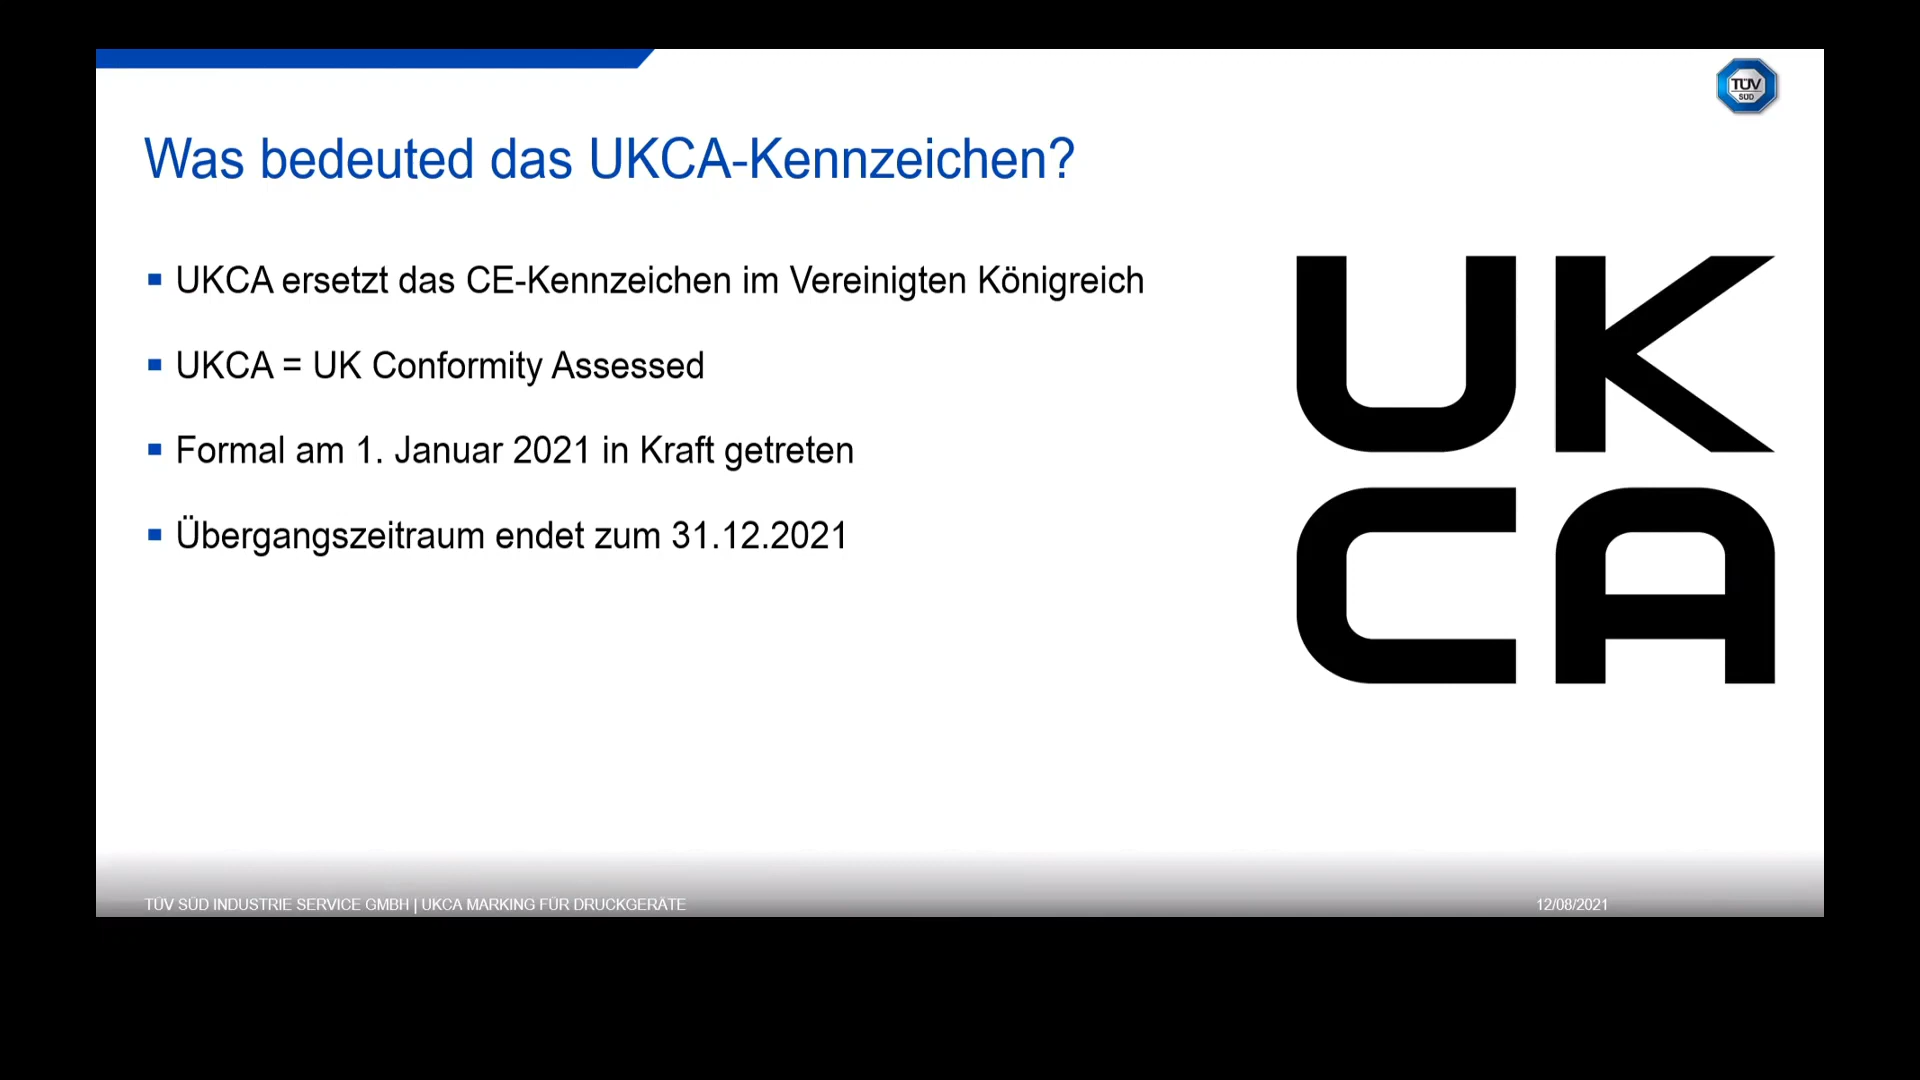 TÜV
SÜD
Was bedeuted das UKCA-Kennzeichen?
UKCA ersetzt das CE-Kennzeichen im Vereinigten Königreich
UKCA = UK Conformity Assessed
Formal am 1. Januar 2021 in Kraft getreten
Übergangszeitraum endet zum 31.12.2021
UK
CA
TÜV SÜD INDUSTRIE SERVICE GMBH | UKCA MARKING FÜR DRUCKGERÄTE
12/08/2021